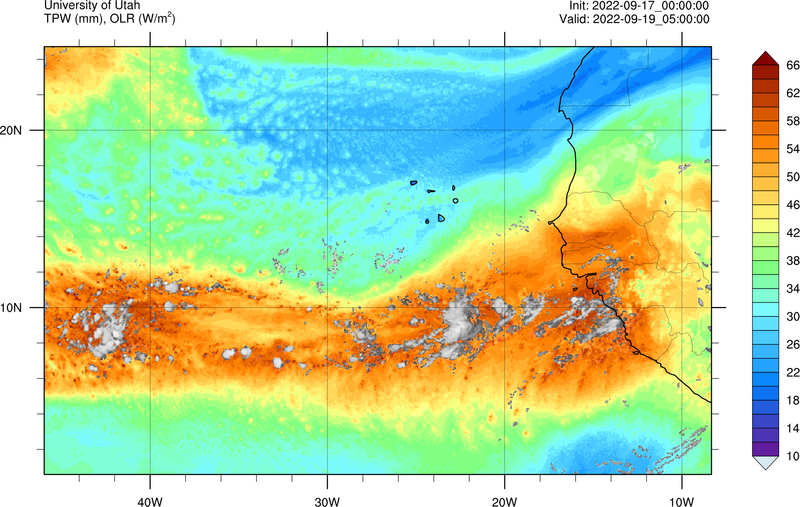 University of Utah
TPW (mm), OLR (W/m²)
Init: 2022-09-17_00:00:00
Valid: 2022-09-19_05:00:00
20N
10N
40W
30W
20W
10W
66
62
58
54
50
46
42
38
34
30
26
22
18
14
10